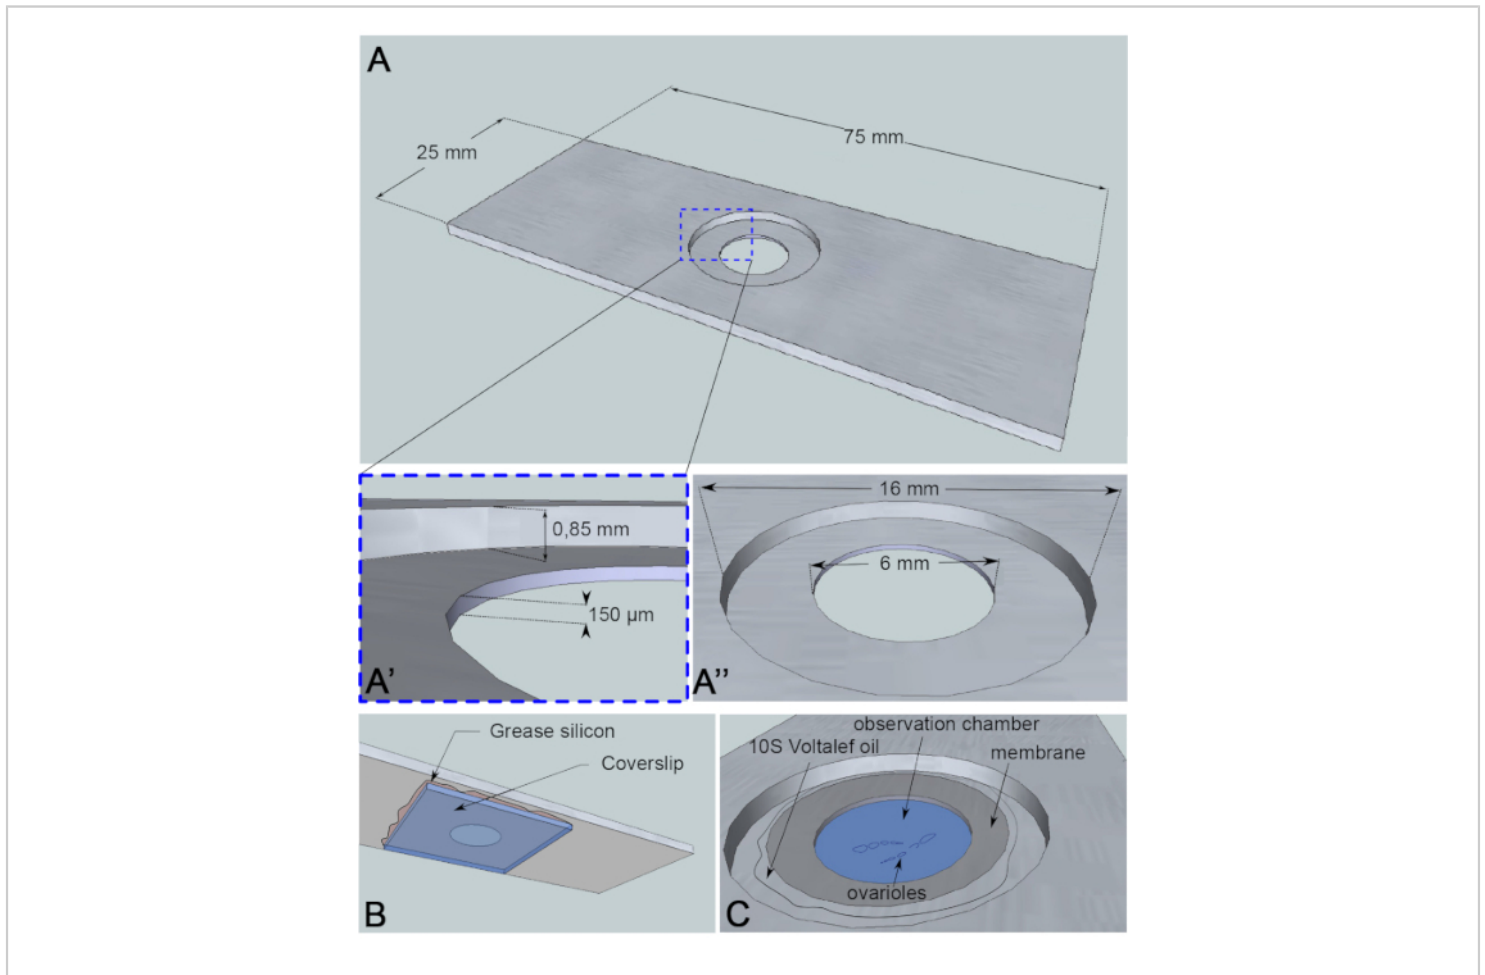 A
75 mm
25 mm
0,85 mm
150 µm
A'
16 mm
6 mm
A''
Grease silicon
Coverslip
B
observation chamber
10S Voltalef oil
membrane
ovarioles
C